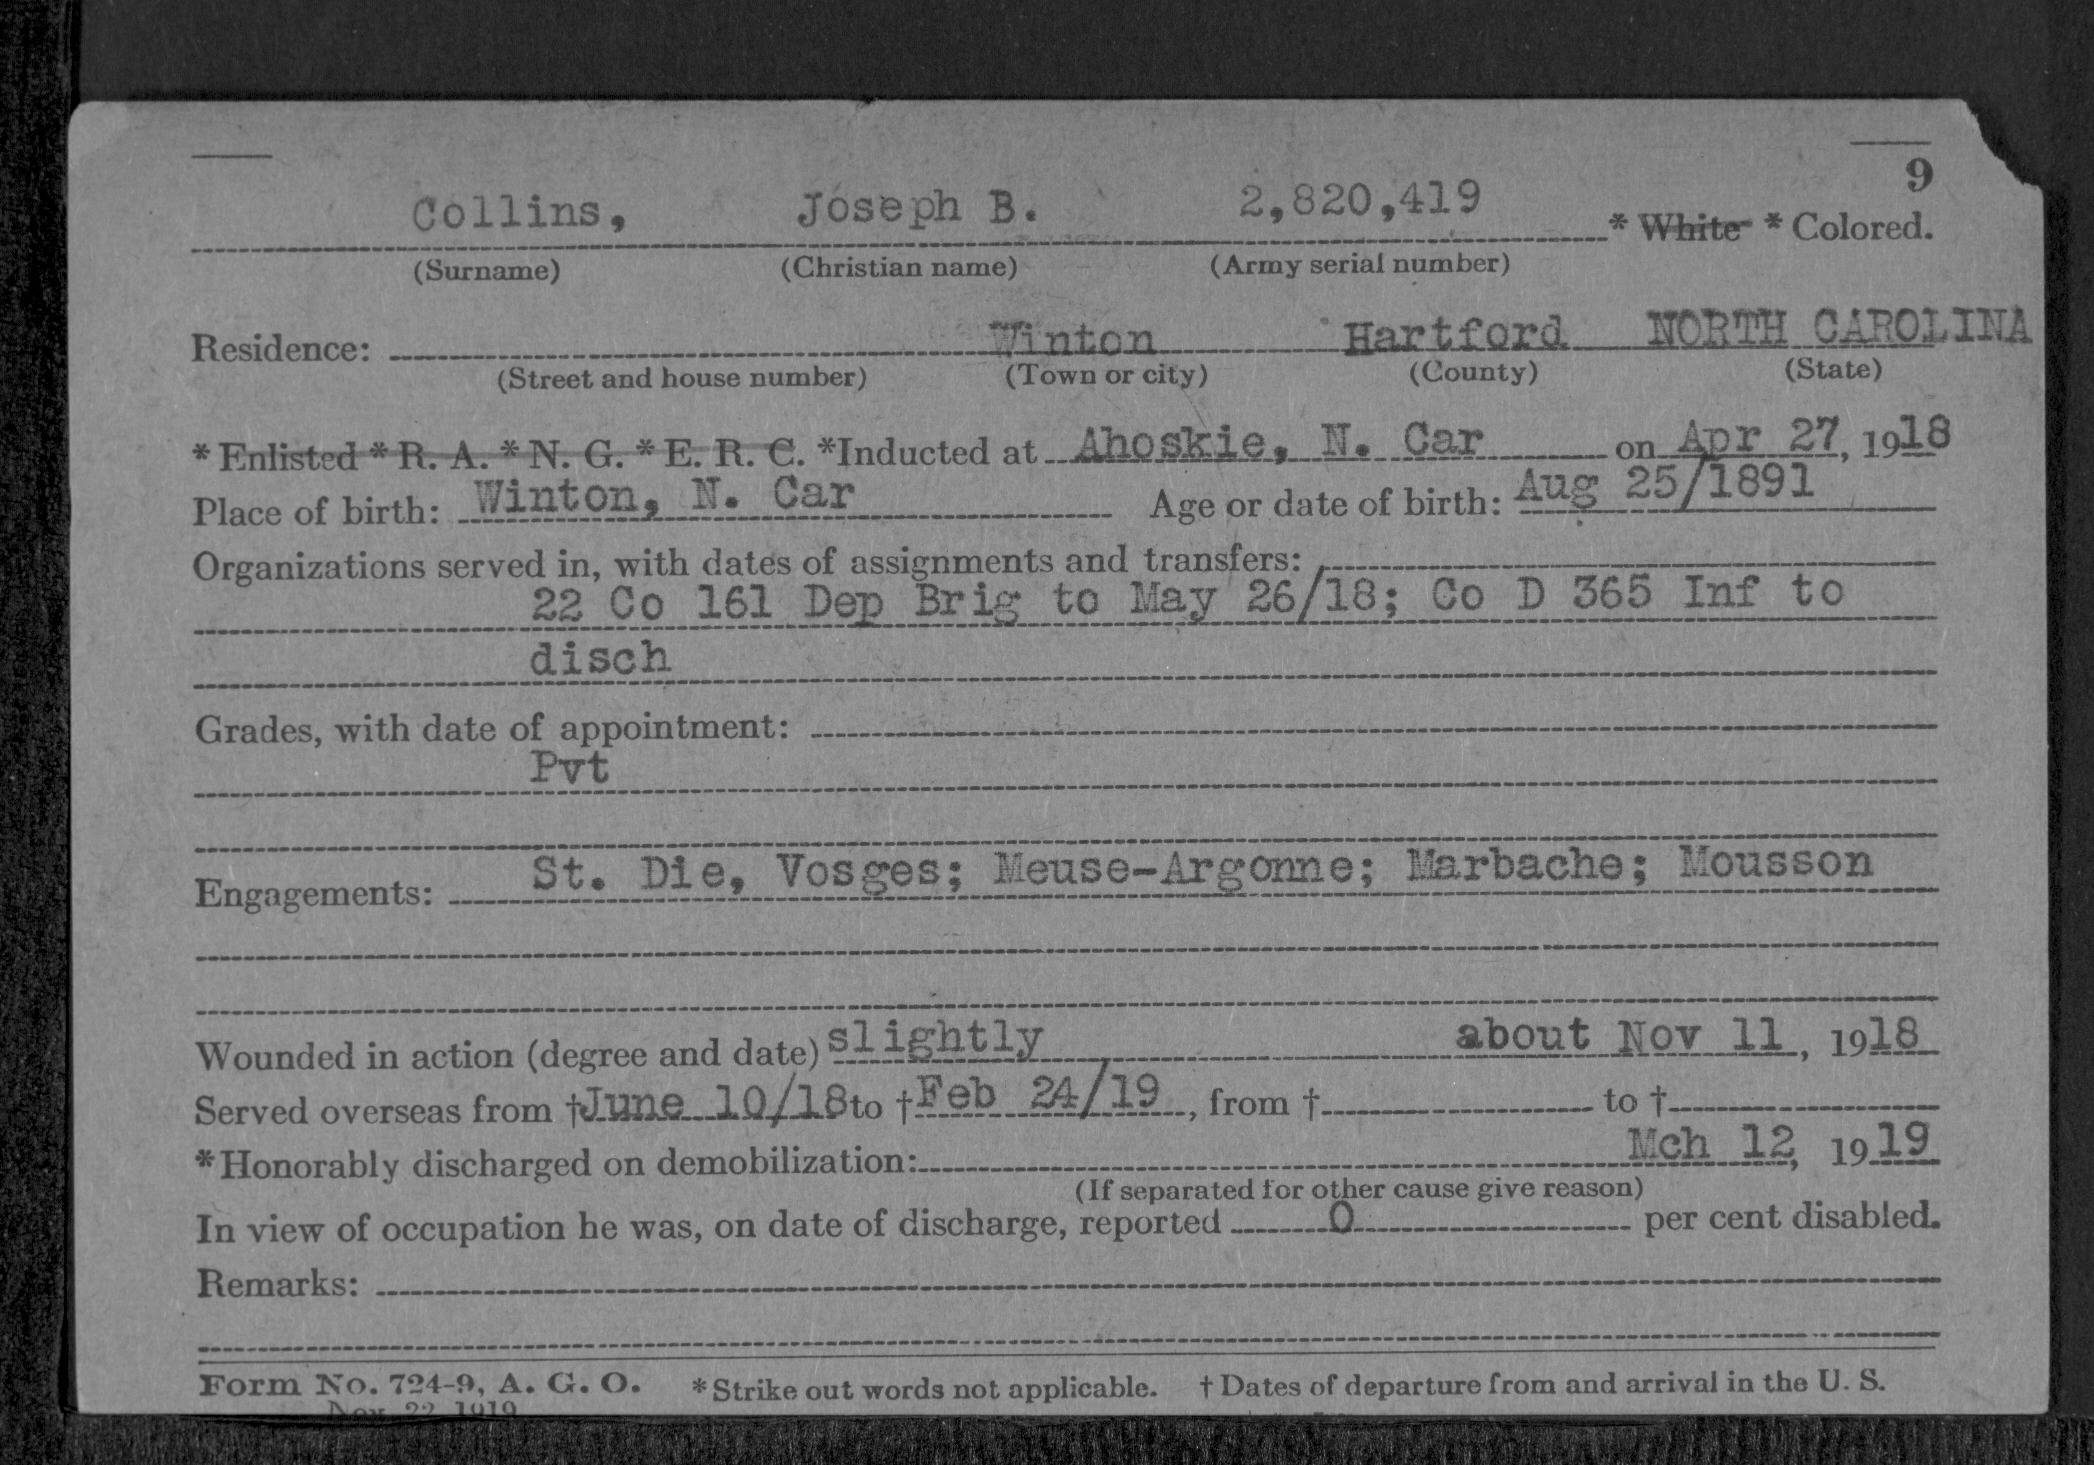 9
Collins, Joseph B. 2,820,419 * White * Colored.
(Surname) (Christian name) (Army serial number)
Residence: Winton Hartford NORTH CAROLINA
(Street and house number) (Town or city) (County) (State)
* Enlisted * R. A. * N. G. * E. R. C. *Inducted at Ahoskie, N. Car on Apr 27, 1918
Place of birth: Winton, N. Car Age or date of birth: Aug 25/1891
Organizations served in, with dates of assignments and transfers:
22 Co 161 Dep Brig to May 26/18; Co D 365 Inf to
disch
Grades, with date of appointment:
Pvt
Engagements: St. Die, Vosges; Meuse-Argonne; Marbache; Mousson
Wounded in action (degree and date) slightly about Nov 11, 1918
Served overseas from †June 10/18 to †Feb 24/19, from † to †
*Honorably discharged on demobilization: Mch 12, 1919
(If separated for other cause give reason)
In view of occupation he was, on date of discharge, reported 0 per cent disabled.
Remarks:
Form No. 724-9, A. G. O. *Strike out words not applicable. † Dates of departure from and arrival in the U. S.
Nov. 22, 1919